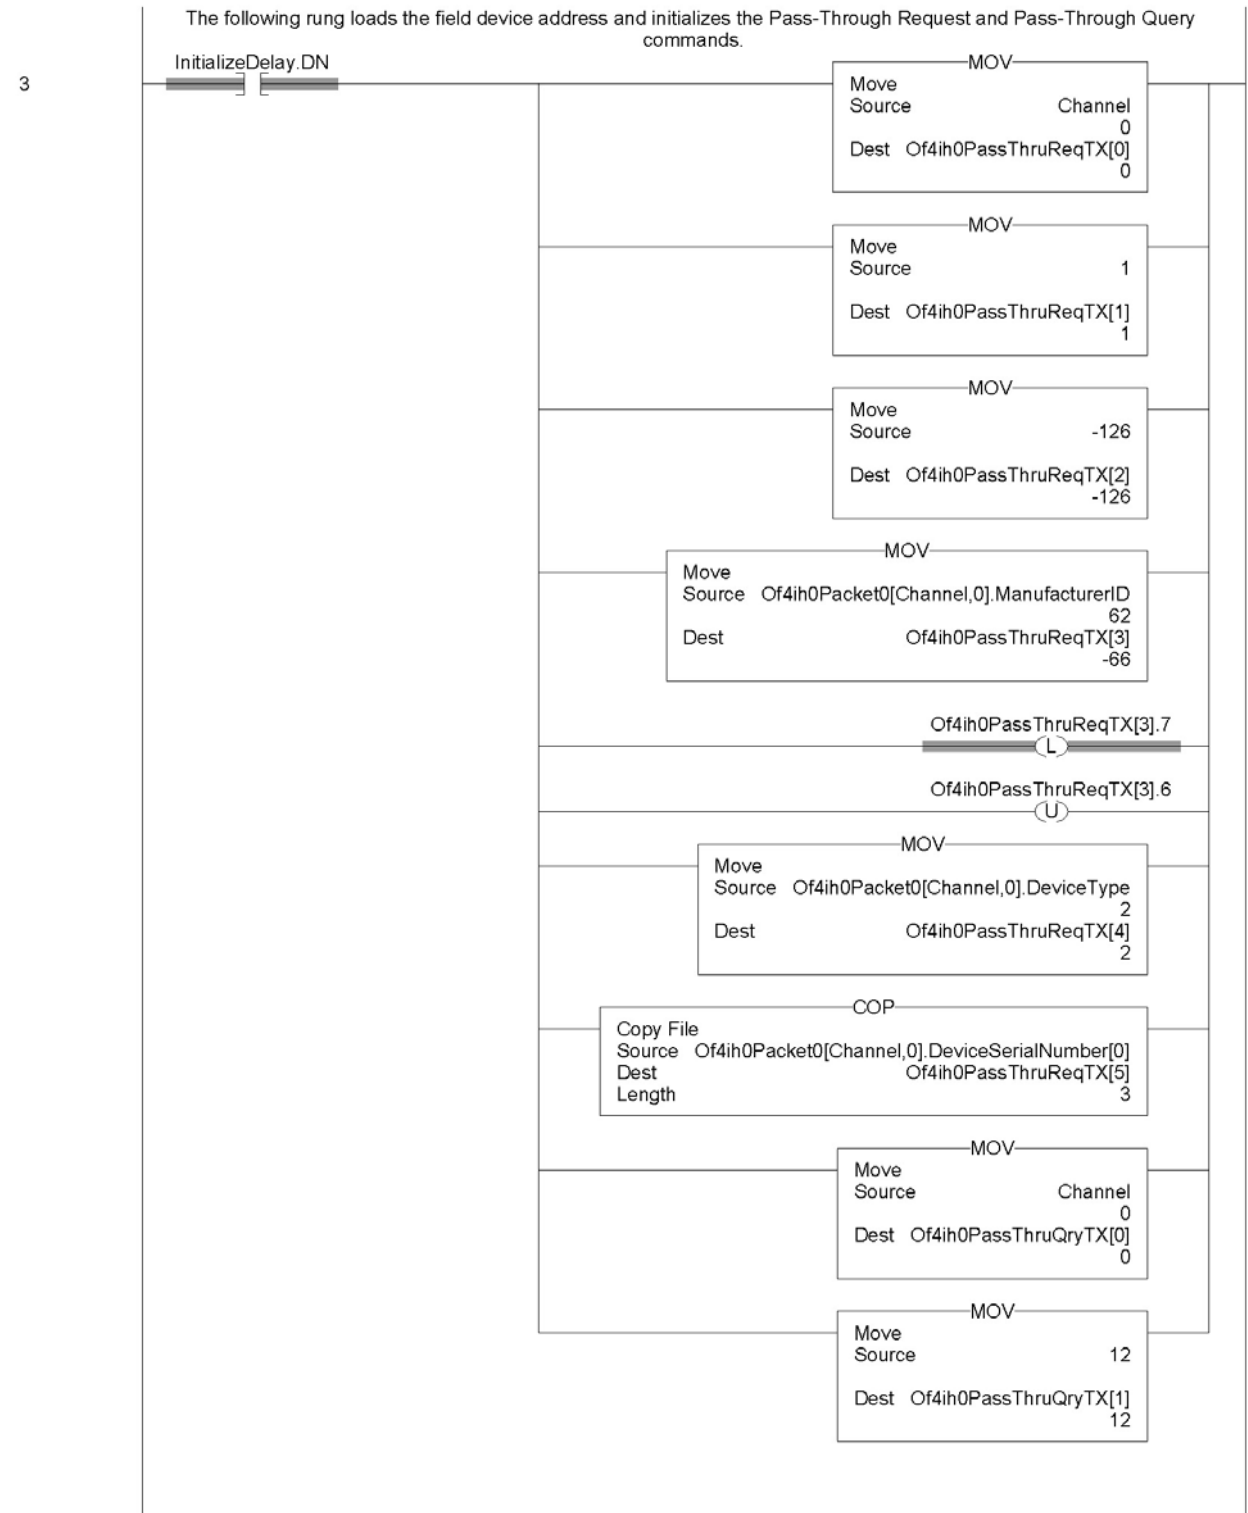 The following rung loads the field device address and initializes the Pass-Through Request and Pass-Through Query
commands.
InitializeDelay.DN
3
MOV
Move
Source Channel
0
Dest Of4ih0PassThruReqTX[0]
0
MOV
Move
Source 1
Dest Of4ih0PassThruReqTX[1]
1
MOV
Move
Source -126
Dest Of4ih0PassThruReqTX[2]
-126
MOV
Move
Source Of4ih0Packet0[Channel,0].ManufacturerID
62
Dest Of4ih0PassThruReqTX[3]
-66
Of4ih0PassThruReqTX[3].7
L
Of4ih0PassThruReqTX[3].6
U
MOV
Move
Source Of4ih0Packet0[Channel,0].DeviceType
2
Dest Of4ih0PassThruReqTX[4]
2
COP
Copy File
Source Of4ih0Packet0[Channel,0].DeviceSerialNumber[0]
Dest Of4ih0PassThruReqTX[5]
Length 3
MOV
Move
Source Channel
0
Dest Of4ih0PassThruQryTX[0]
0
MOV
Move
Source 12
Dest Of4ih0PassThruQryTX[1]
12